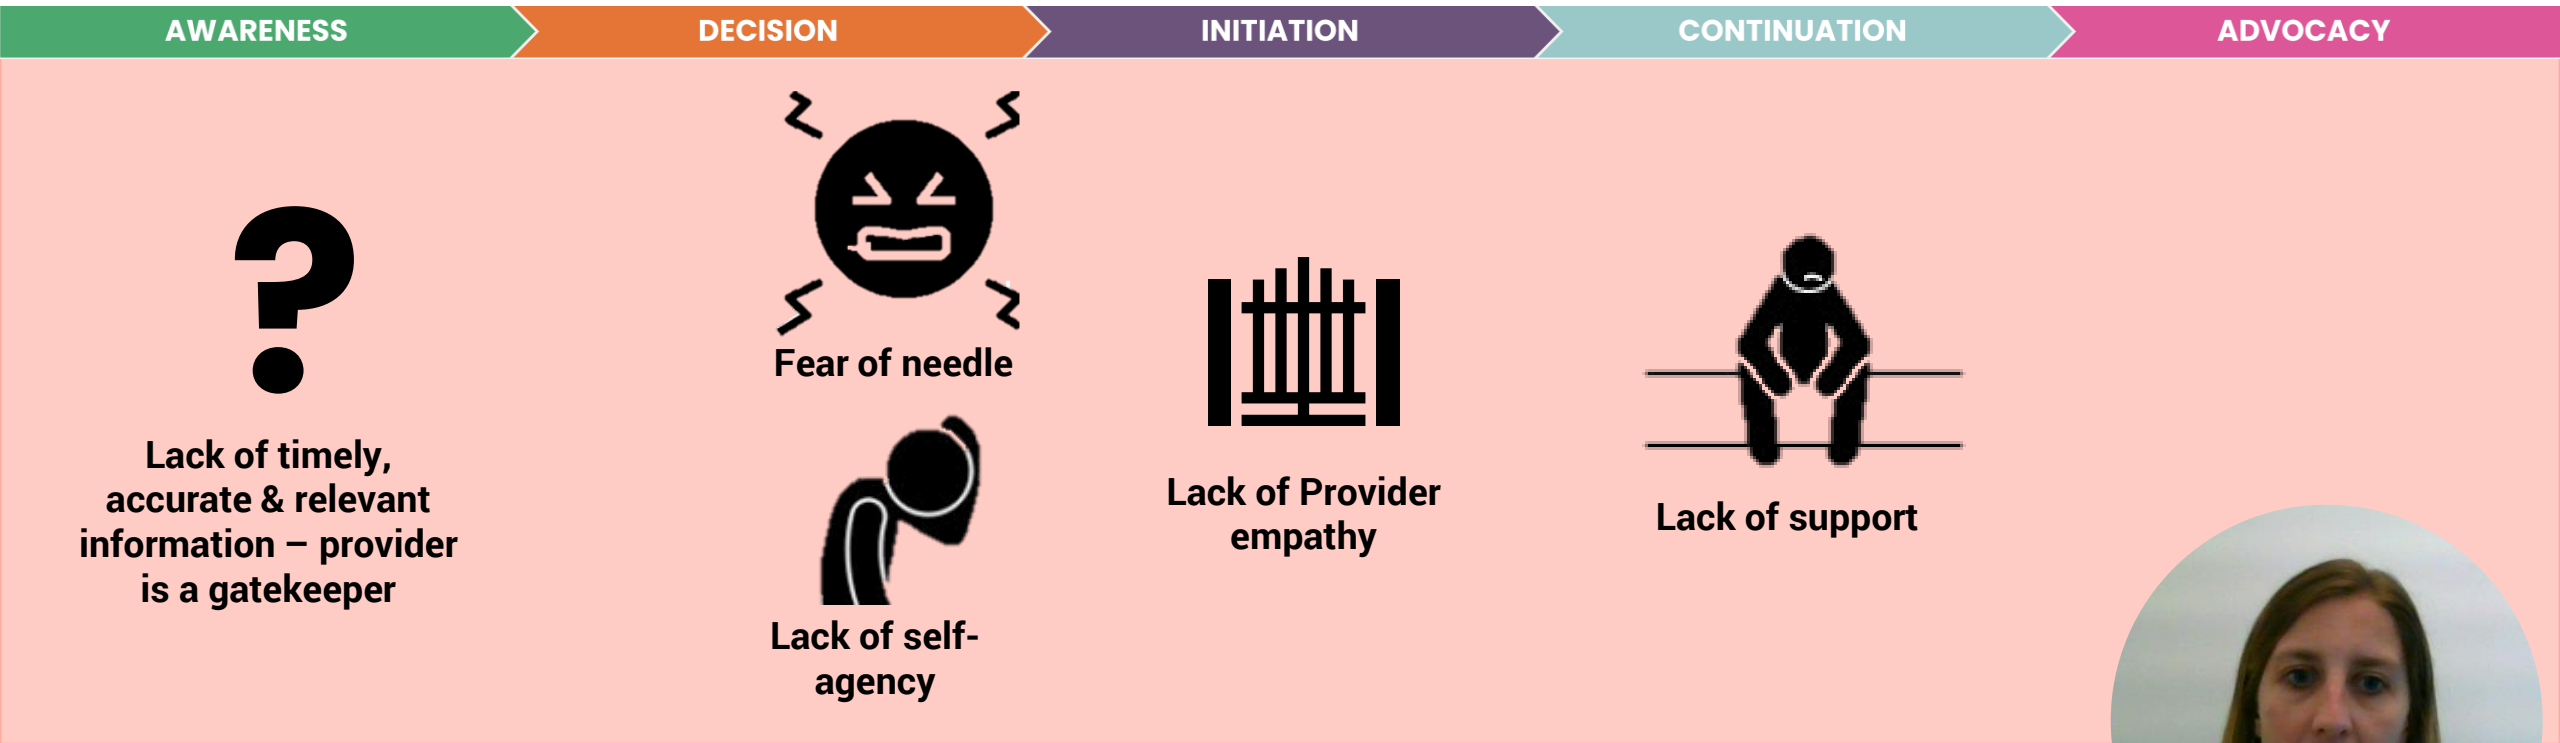 AWARENESS
DECISION
INITIATION
CONTINUATION
ADVOCACY
Lack of timely,
accurate & relevant
information – provider
is a gatekeeper
Fear of needle
Lack of self-
agency
Lack of Provider
empathy
Lack of support